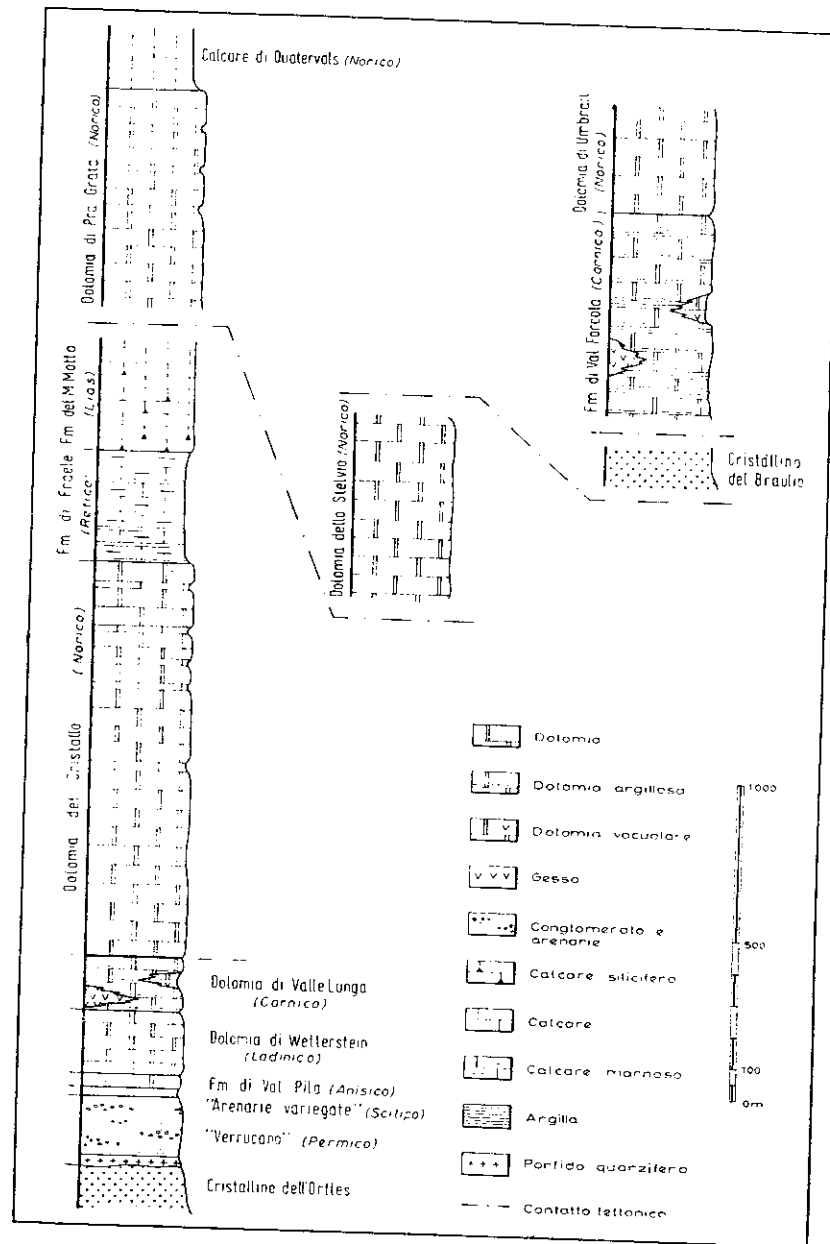 Calcare di Quatervals (Norico)
Dolomia di Pra Grata (Norico)
Fm del M Motto
(Lias)
Fm di Fraele
(Retico)
Dolomia del Cristallo (Norico)
Dolomia di Valle Lunga
(Carnico)
Dolomia di Wetterstein
(Ladinico)
Fm di Val Pila (Anisico)
"Arenarie variegate" (Scitico)
"Verrucano" (Permico)
Cristallino dell'Ortles
Dolomia dello Stelvio (Norico)
Dolomia di Umbrail
(Norico)
Fm di Val Forcola (Carnico)
Cristallino
del Braulio
Dolomia
Dolomia argillosa
Dolomia vacuolare
Gesso
Conglomerato e
arenarie
Calcare silicifero
Calcare
Calcare marnoso
Argilla
Porfido quarzifero
Contatto tettonico
1000
500
100
0m